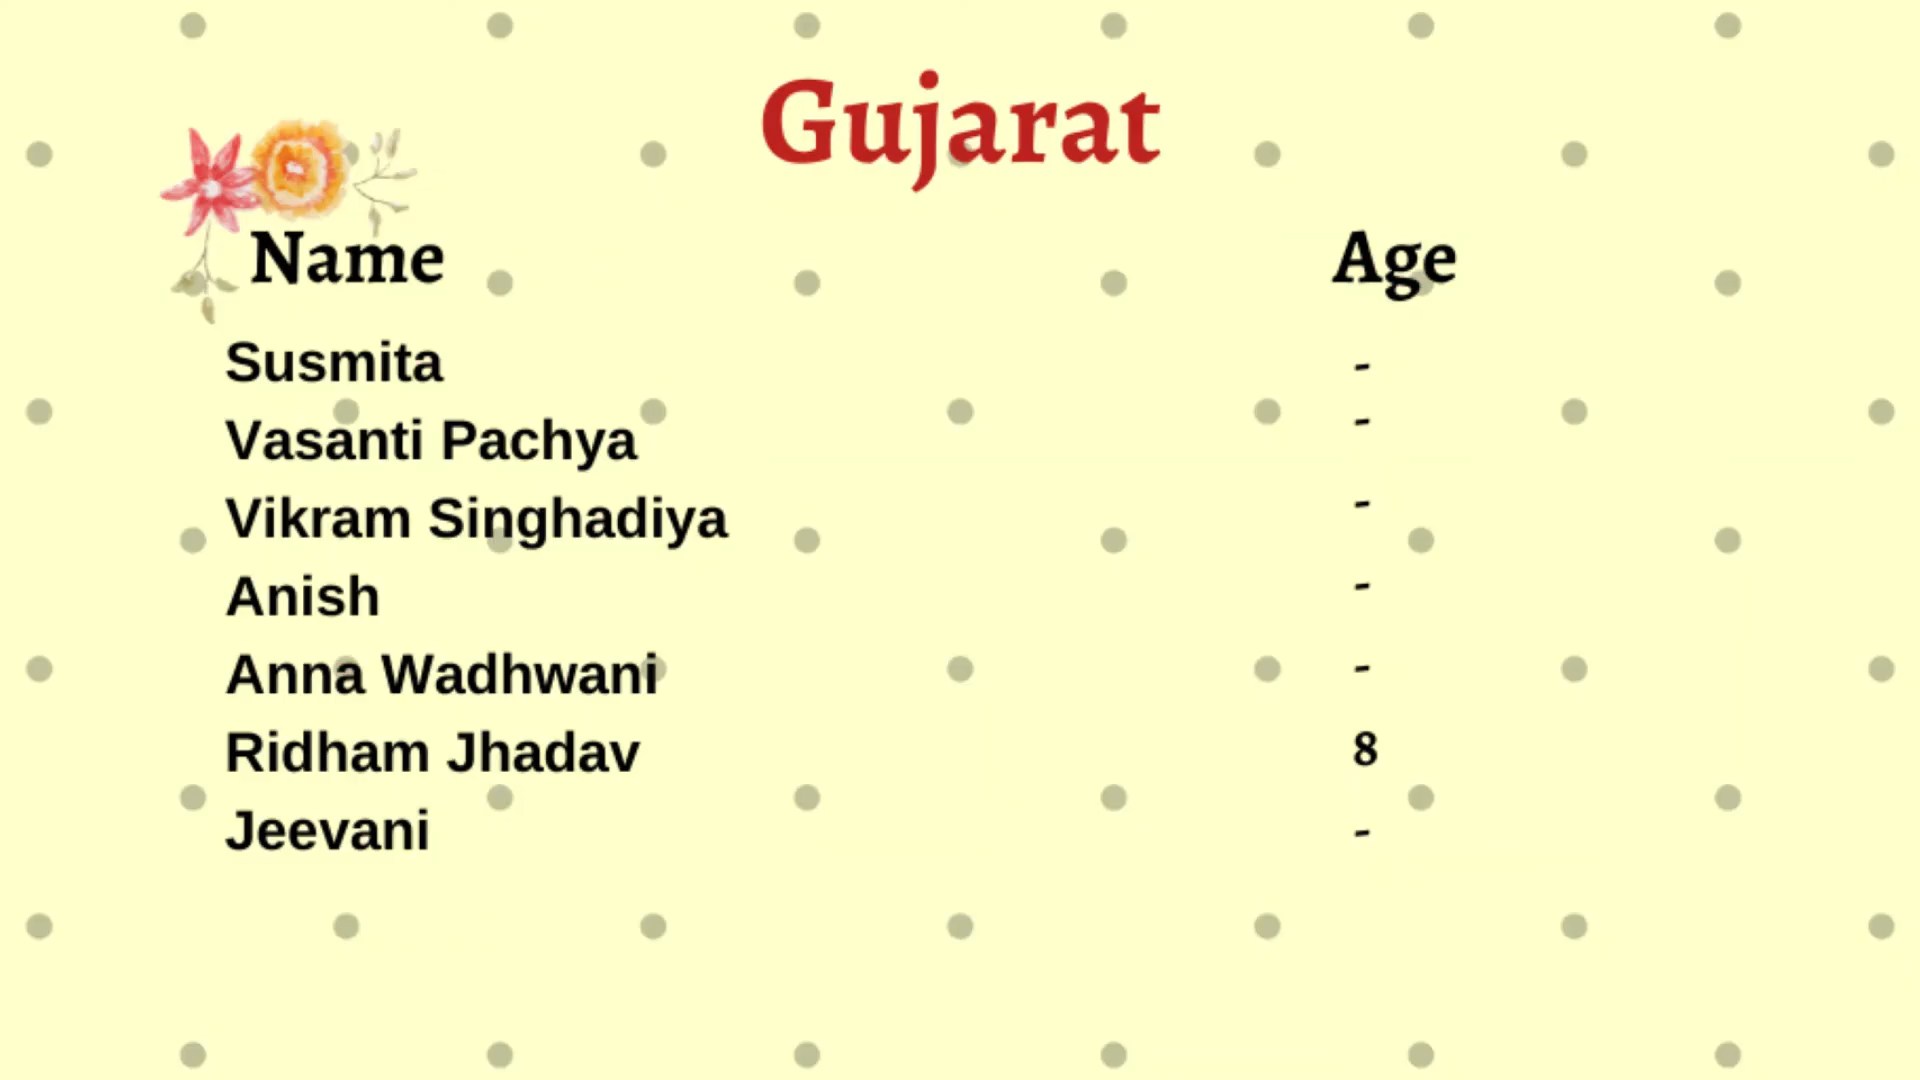 Gujarat
Name Age
Susmita -
Vasanti Pachya -
Vikram Singhadiya -
Anish -
Anna Wadhwani -
Ridham Jhadav 8
Jeevani -